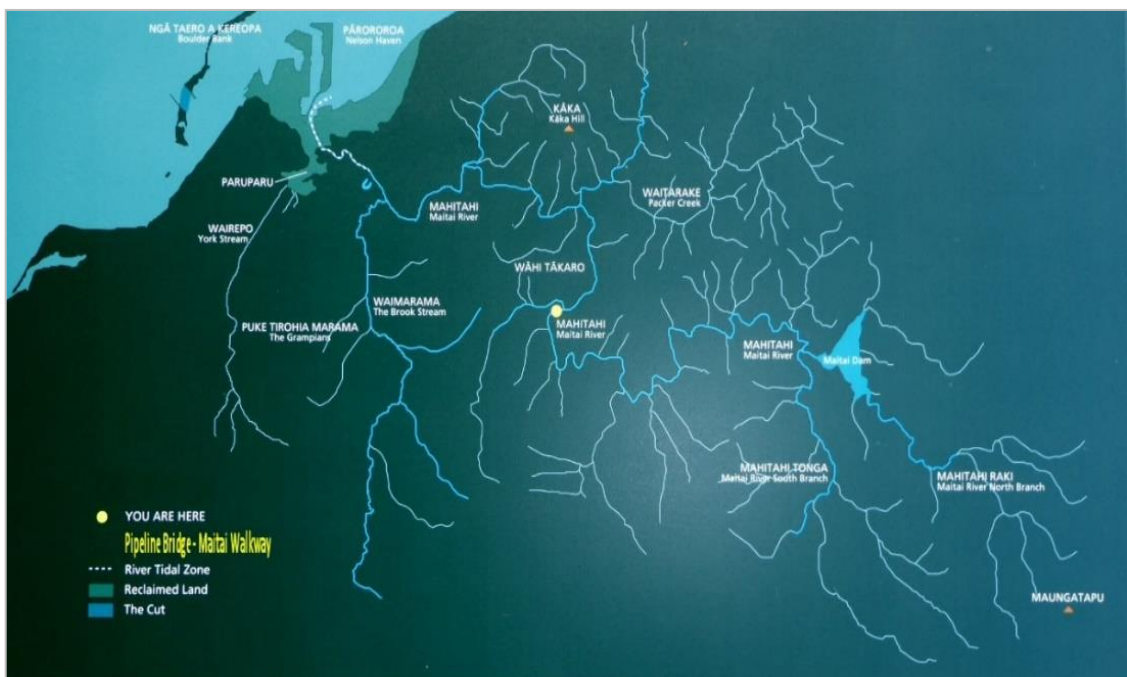 NGĀ TAERO A KEREOPA
Boulder Bank
PĀROROROA
Nelson Haven
KĀKA
Kāka Hill
PARUPARU
MAHITAHI
Maitai River
WAITARAKE
Packer Creek
WAIREPO
York Stream
WĀHI TĀKARO
WAIMARAMA
The Brook Stream
PUKE TIROHIA MARAMA
The Grampians
MAHITAHI
Maitai River
MAHITAHI
Maitai River
Maitai Dam
MAHITAHI TONGA
Maitai River South Branch
MAHITAHI RAKI
Maitai River North Branch
MAUNGATAPU
YOU ARE HERE
Pipeline Bridge - Maitai Walkway
River Tidal Zone
Reclaimed Land
The Cut